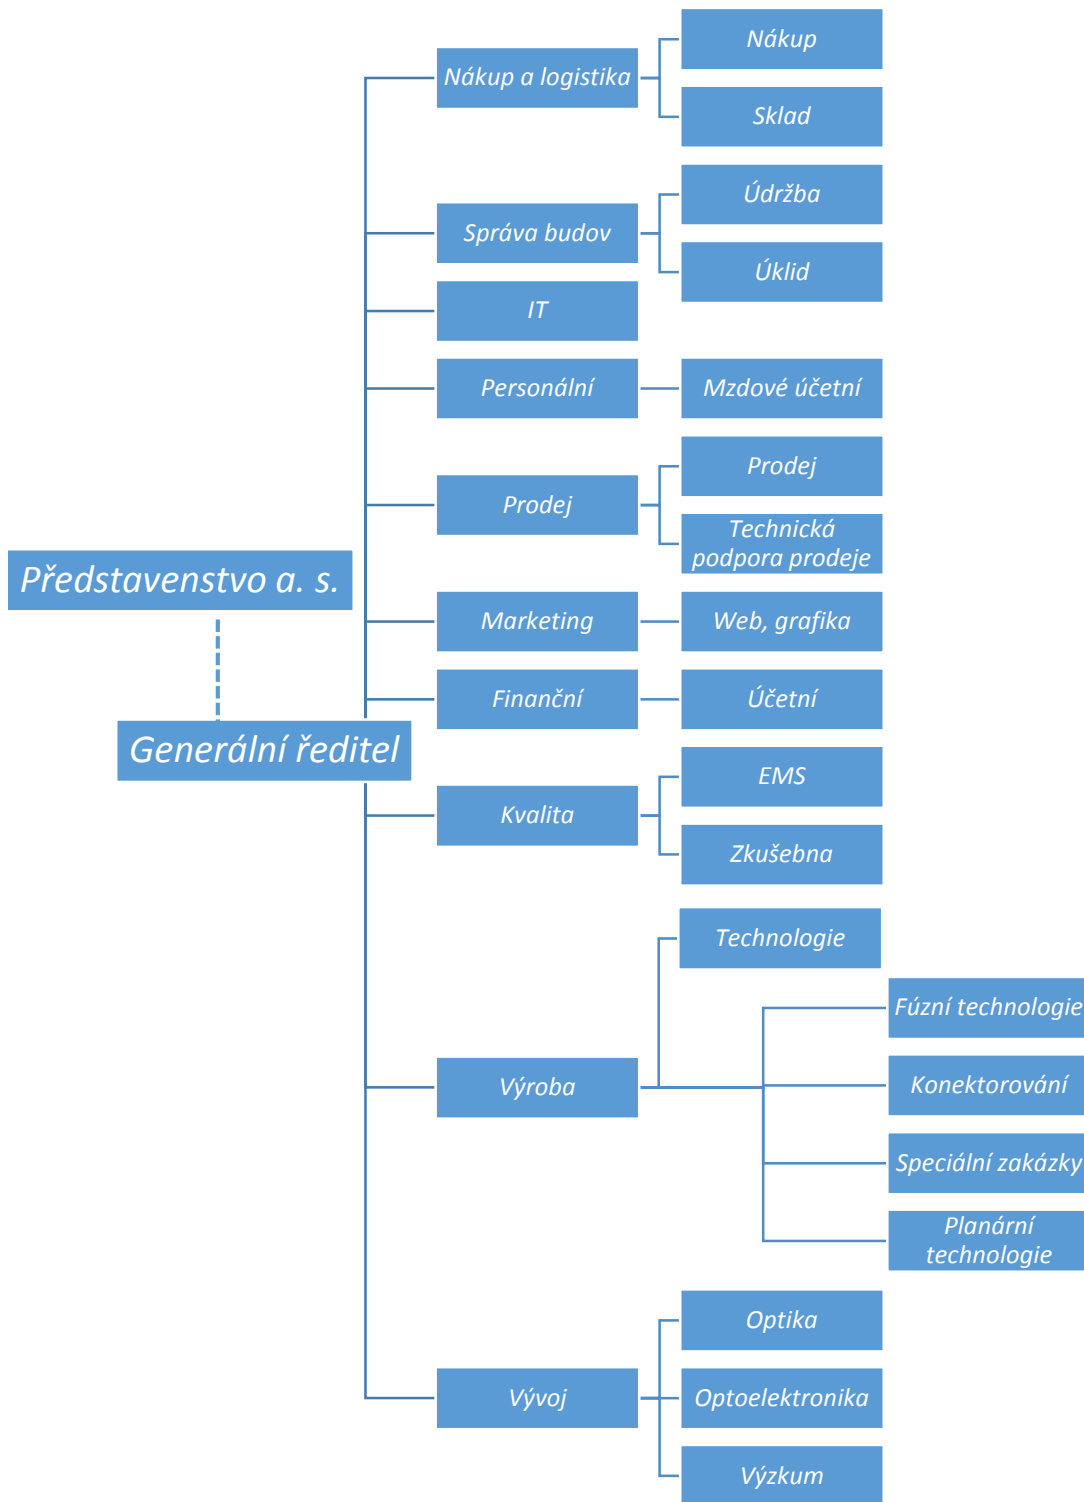 Představenstvo a. s.
Generální ředitel
Nákup a logistika
Nákup
Sklad
Správa budov
Údržba
Úklid
IT
Personální
Mzdové účetní
Prodej
Prodej
Technická
podpora prodeje
Marketing
Web, grafika
Finanční
Účetní
Kvalita
EMS
Zkušebna
Výroba
Technologie
Fúzní technologie
Konektorování
Speciální zakázky
Planární
technologie
Vývoj
Optika
Optoelektronika
Výzkum